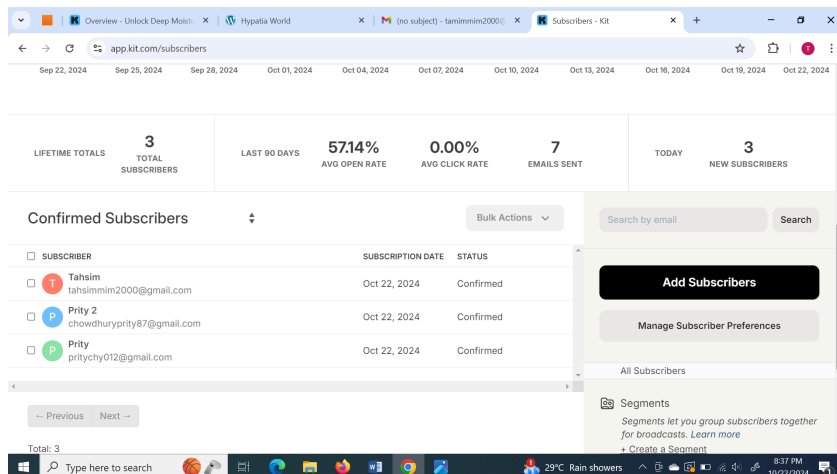 Overview - Unlock Deep Moistu
Hypatia World
(no subject) - tamimmim2000@
Subscribers - Kit
app.kit.com/subscribers
T
Sep 22, 2024 Sep 25, 2024 Sep 28, 2024 Oct 01, 2024 Oct 04, 2024 Oct 07, 2024 Oct 10, 2024 Oct 13, 2024 Oct 16, 2024 Oct 19, 2024 Oct 22, 2024
LIFETIME TOTALS
3
TOTAL
SUBSCRIBERS
LAST 90 DAYS
57.14%
AVG OPEN RATE
0.00%
AVG CLICK RATE
7
EMAILS SENT
TODAY
3
NEW SUBSCRIBERS
Confirmed Subscribers
Bulk Actions
SUBSCRIBER SUBSCRIPTION DATE STATUS
T
Tahsim
tahsimmim2000@gmail.com
Oct 22, 2024 Confirmed
P
Prity 2
chowdhuryprity87@gmail.com
Oct 22, 2024 Confirmed
P
Prity
pritychy012@gmail.com
Oct 22, 2024 Confirmed
← Previous Next →
Total: 3
Search by email Search
Add Subscribers
Manage Subscriber Preferences
All Subscribers
Segments
Segments let you group subscribers together
for broadcasts. Learn more
+ Create a Segment
Type here to search
29°C Rain showers
8:37 PM
10/22/2024